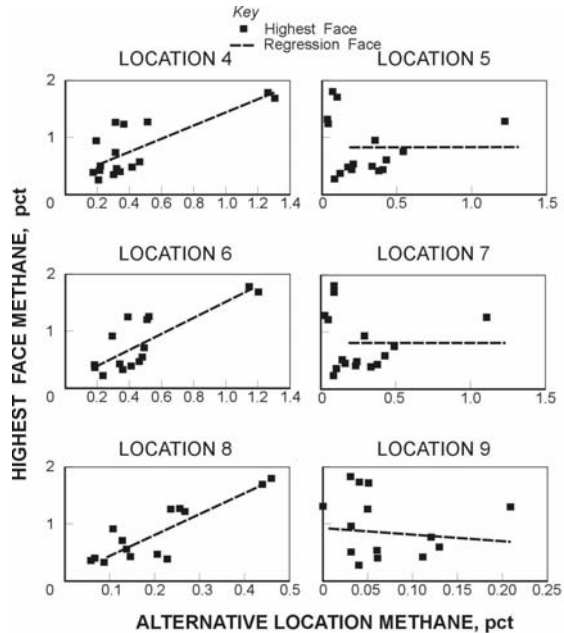 Key
Highest Face
Regression Face
LOCATION 4
LOCATION 5
2
1
0
0.2 0.4 0.6 0.8 1.0 1.2 1.4
0 0.5 1.0 1.5
LOCATION 6
LOCATION 7
2
1
0
0.2 0.4 0.6 0.8 1.0 1.2 1.4
0 0.5 1.0 1.5
LOCATION 8
LOCATION 9
2
1
0
0.1 0.2 0.3 0.4 0.5
0 0.05 0.10 0.15 0.20 0.25
HIGHEST FACE METHANE, pct
ALTERNATIVE LOCATION METHANE, pct